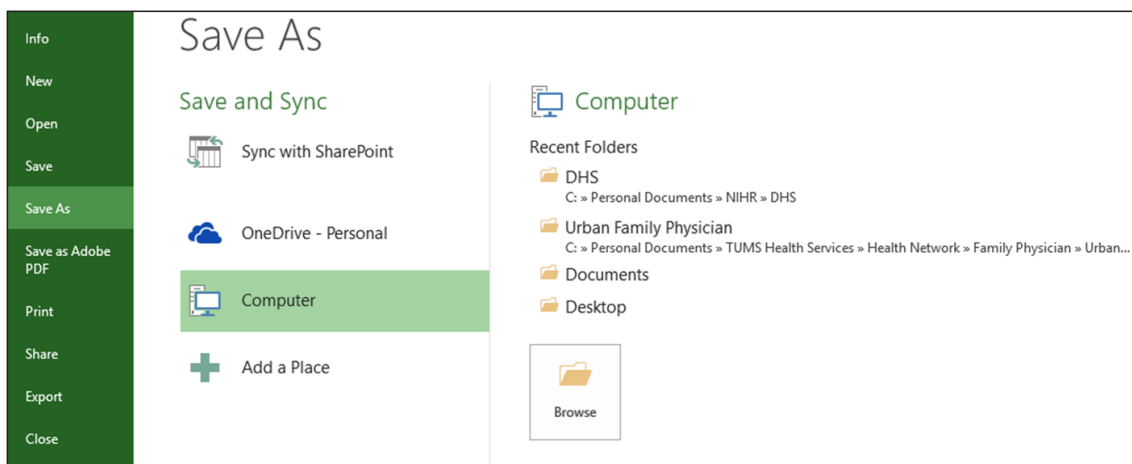 Info
New
Open
Save
Save As
Save as Adobe
PDF
Print
Share
Export
Close
Save As
Save and Sync
Sync with SharePoint
OneDrive - Personal
Computer
Add a Place
Computer
Recent Folders
DHS
C: » Personal Documents » NIHR » DHS
Urban Family Physician
C: » Personal Documents » TUMS Health Services » Health Network » Family Physician » Urban...
Documents
Desktop
Browse